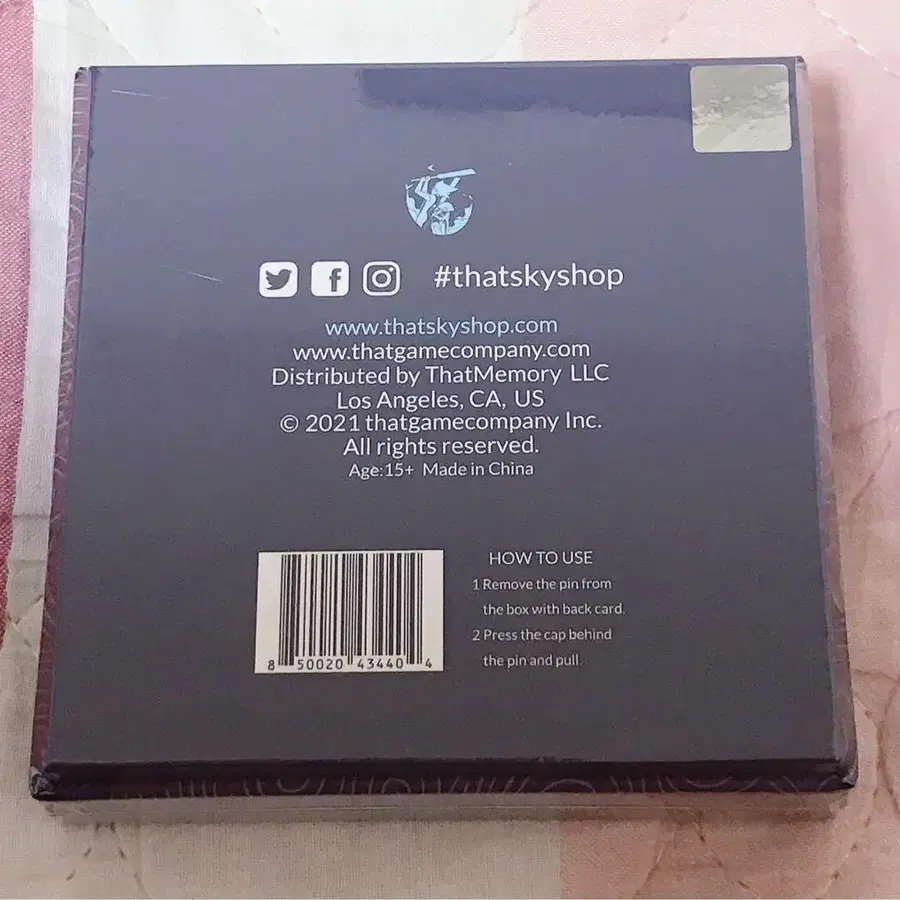 #thatskyshop
www.thatskyshop.com
www.thatgamecompany.com
Distributed by ThatMemory LLC
Los Angeles, CA, US
© 2021 thatgamecompany Inc.
All rights reserved.
Age:15+ Made in China
HOW TO USE
1 Remove the pin from
the box with back card.
2 Press the cap behind
the pin and pull.
8 50020 43440 4